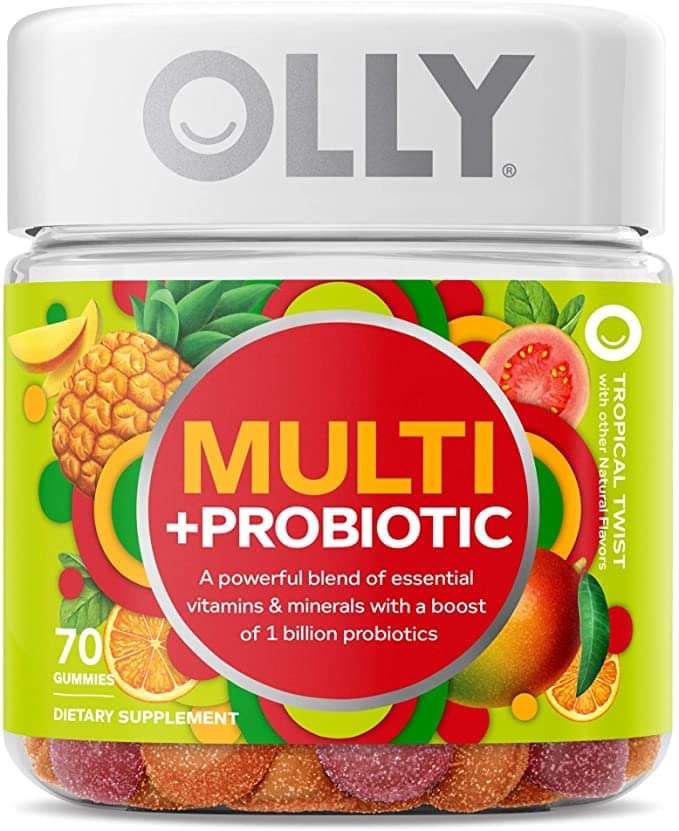 OLLY®
MULTI
+PROBIOTIC
A powerful blend of essential
vitamins & minerals with a boost
of 1 billion probiotics
70
GUMMIES
DIETARY SUPPLEMENT
TROPICAL TWIST
with other Natural Flavors